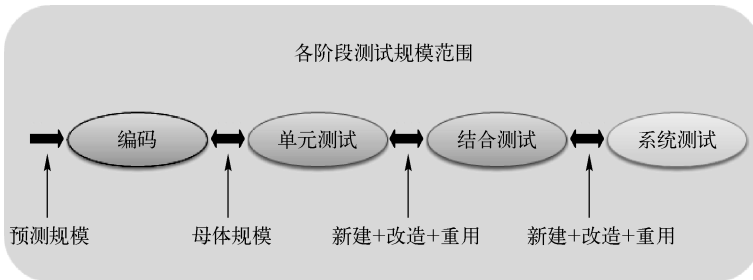 各阶段测试规模范围
编码
单元测试
结合测试
系统测试
预测规模
母体规模
新建+改造+重用
新建+改造+重用